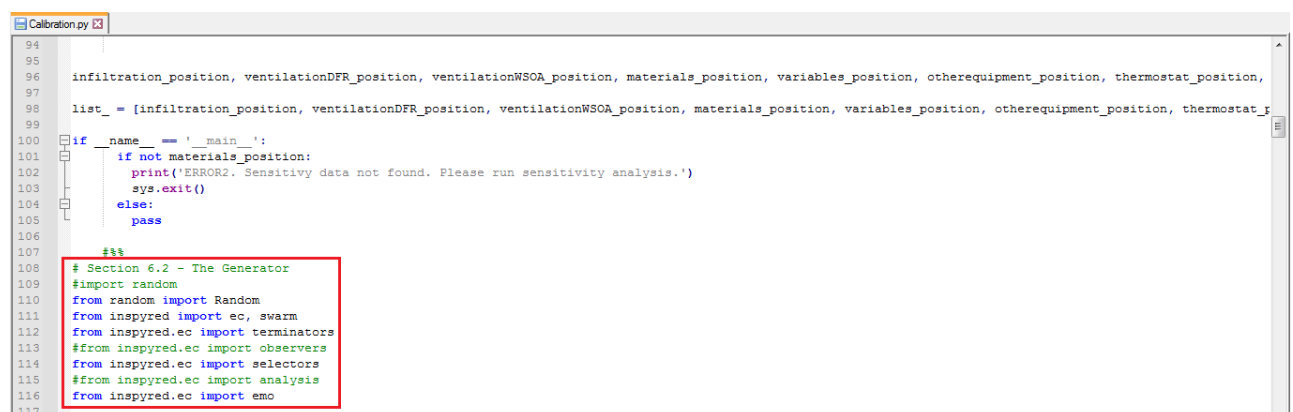 Calibration.py
94
95
96 infiltration_position, ventilationDFR_position, ventilationWSOA_position, materials_position, variables_position, otherequipment_position, thermostat_position,
97
98 list_ = [infiltration_position, ventilationDFR_position, ventilationWSOA_position, materials_position, variables_position, otherequipment_position, thermostat_p
99
100 if __name__ == '__main__':
101 if not materials_position:
102 print('ERROR2. Sensitivy data not found. Please run sensitivity analysis.')
103 sys.exit()
104 else:
105 pass
106
107 #%%
108 # Section 6.2 - The Generator
109 #import random
110 from random import Random
111 from inspyred import ec, swarm
112 from inspyred.ec import terminators
113 #from inspyred.ec import observers
114 from inspyred.ec import selectors
115 #from inspyred.ec import analysis
116 from inspyred.ec import emo
117